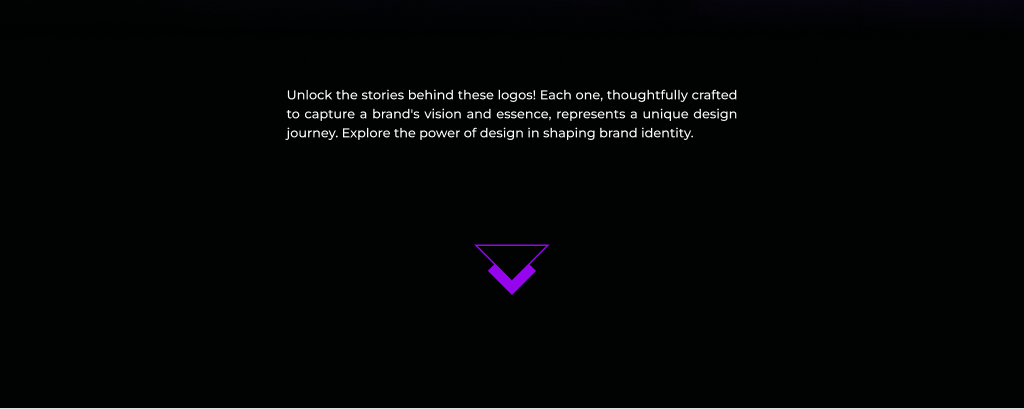 Unlock the stories behind these logos! Each one, thoughtfully crafted
to capture a brand's vision and essence, represents a unique design
journey. Explore the power of design in shaping brand identity.